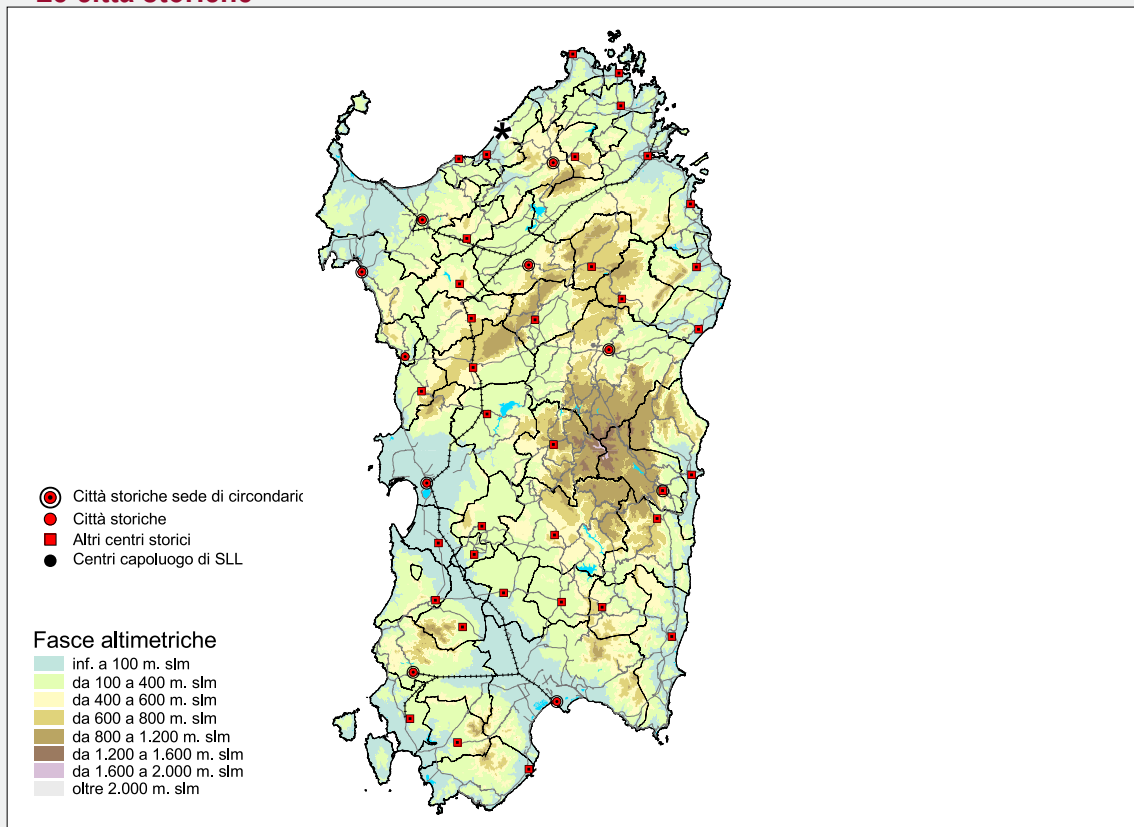 Città storiche sede di circondaric
Città storiche
Altri centri storici
Centri capoluogo di SLL
Fasce altimetriche
inf. a 100 m. slm
da 100 a 400 m. slm
da 400 a 600 m. slm
da 600 a 800 m. slm
da 800 a 1.200 m. slm
da 1.200 a 1.600 m. slm
da 1.600 a 2.000 m. slm
oltre 2.000 m. slm